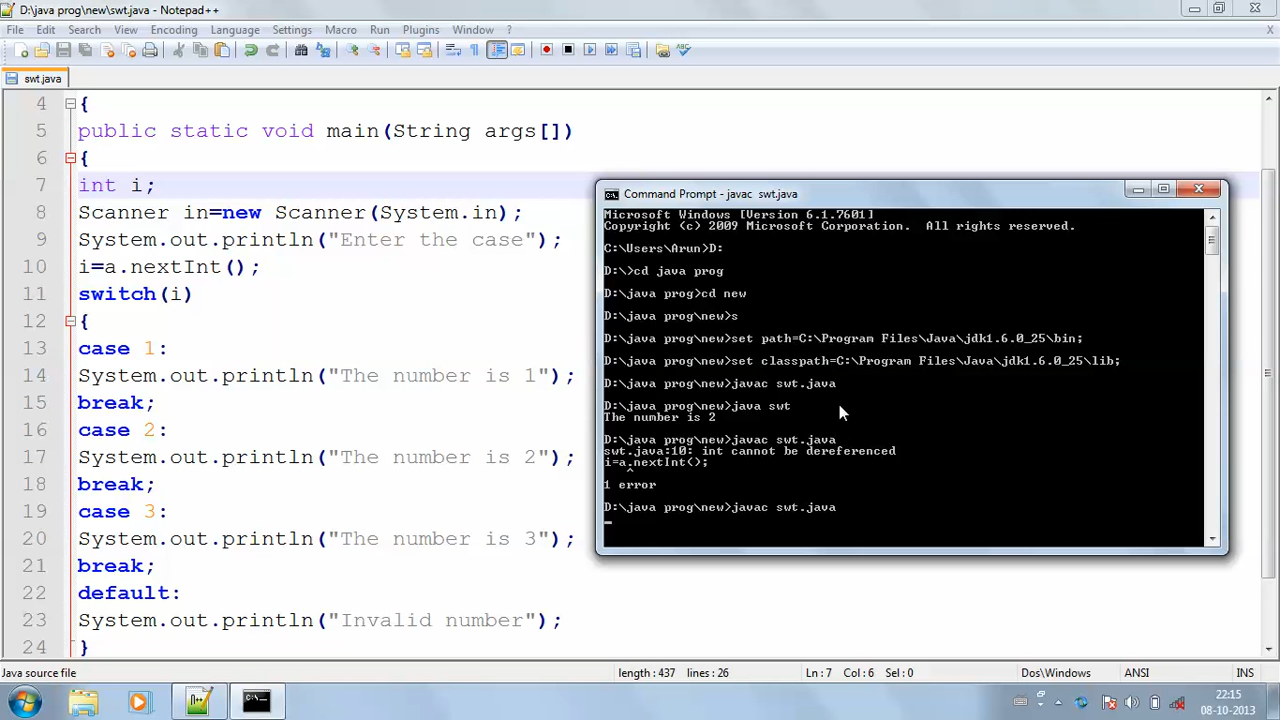 D:\java prog\new\swt.java - Notepad++
File Edit Search View Encoding Language Settings Macro Run Plugins Window ? X
swt.java
4 {
5 public static void main(String args[])
6 {
7 int i;
8 Scanner in=new Scanner(System.in);
9 System.out.println("Enter the case");
10 i=a.nextInt();
11 switch(i)
12 {
13 case 1:
14 System.out.println("The number is 1");
15 break;
16 case 2:
17 System.out.println("The number is 2");
18 break;
19 case 3:
20 System.out.println("The number is 3");
21 break;
22 default:
23 System.out.println("Invalid number");
24 }
Command Prompt - javac  swt.java
Microsoft Windows [Version 6.1.7601]
Copyright (c) 2009 Microsoft Corporation.  All rights reserved.
C:\Users\Arun>D:
D:\>cd java prog
D:\java prog>cd new
D:\java prog\new>s
D:\java prog\new>set path=C:\Program Files\Java\jdk1.6.0_25\bin;
D:\java prog\new>set classpath=C:\Program Files\Java\jdk1.6.0_25\lib;
D:\java prog\new>javac swt.java
D:\java prog\new>java swt
The number is 2
D:\java prog\new>javac swt.java
swt.java:10: int cannot be dereferenced
i=a.nextInt();
^
1 error
D:\java prog\new>javac swt.java
Java source file length : 437 lines : 26 Ln : 7 Col : 6 Sel : 0 Dos\Windows ANSI INS
22:15
08-10-2013